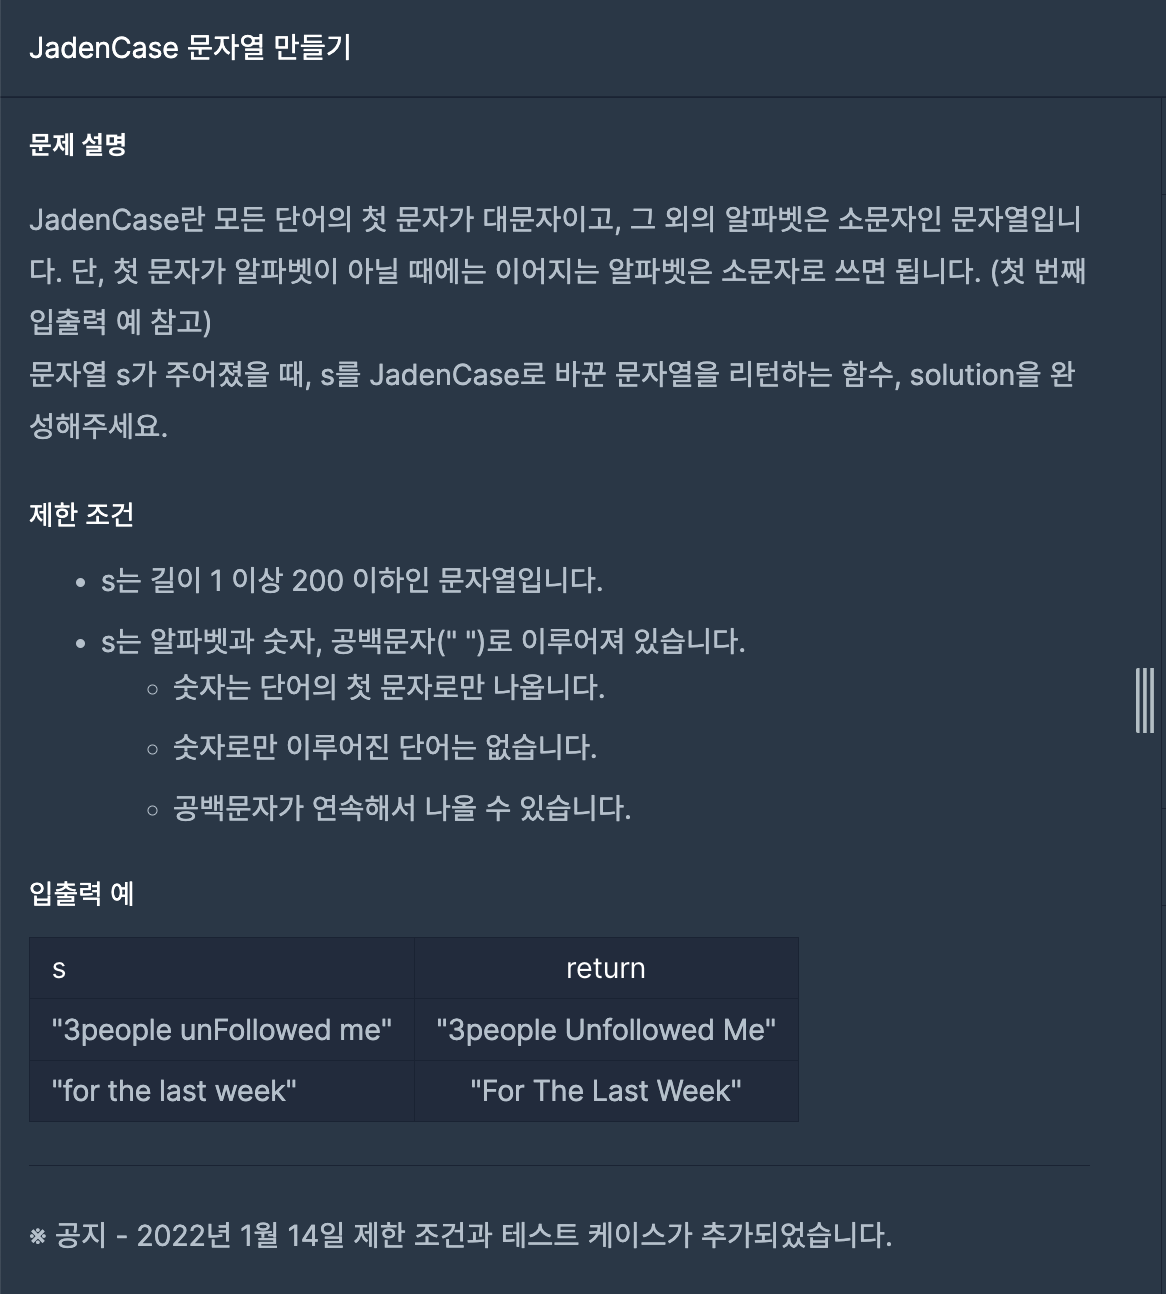 JadenCase 문자열 만들기
문제 설명
JadenCase란 모든 단어의 첫 문자가 대문자이고, 그 외의 알파벳은 소문자인 문자열입니
다. 단, 첫 문자가 알파벳이 아닐 때에는 이어지는 알파벳은 소문자로 쓰면 됩니다. (첫 번째
입출력 예 참고)
문자열 s가 주어졌을 때, s를 JadenCase로 바꾼 문자열을 리턴하는 함수, solution을 완
성해주세요.
제한 조건
• s는 길이 1 이상 200 이하인 문자열입니다.
• s는 알파벳과 숫자, 공백문자(" ")로 이루어져 있습니다.
◦ 숫자는 단어의 첫 문자로만 나옵니다.
◦ 숫자로만 이루어진 단어는 없습니다.
◦ 공백문자가 연속해서 나올 수 있습니다.
입출력 예
s return
"3people unFollowed me" "3people Unfollowed Me"
"for the last week" "For The Last Week"
※ 공지 - 2022년 1월 14일 제한 조건과 테스트 케이스가 추가되었습니다.